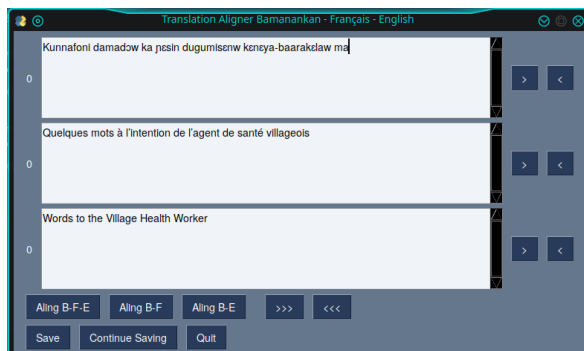 Translation Aligner Bamanankan - Français - English
Kunnafoni damadɔw ka ɲɛsin dugumisɛnw kɛnɛya-baarakɛlaw ma
0
> <
Quelques mots à l'intention de l'agent de santé villageois
0
> <
Words to the Village Health Worker
0
> <
Aling B-F-E Aling B-F Aling B-E >>> <<<
Save Continue Saving Quit